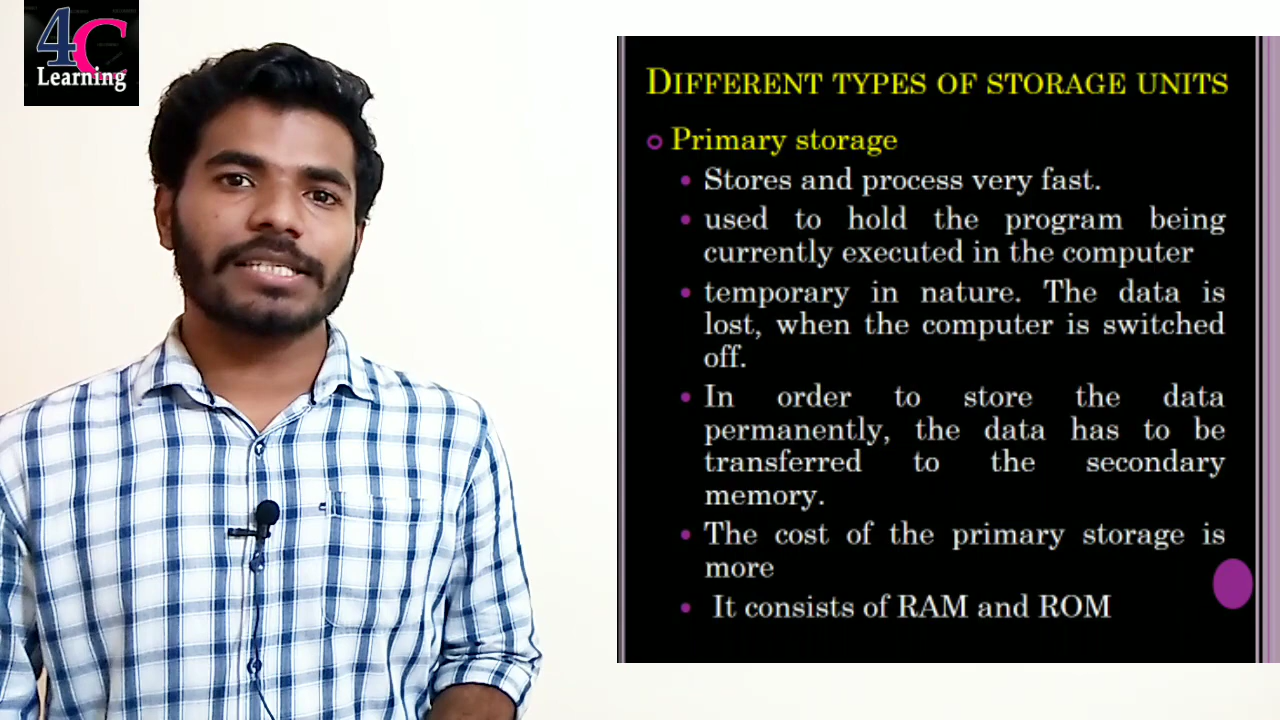 4C
Learning
DIFFERENT TYPES OF STORAGE UNITS
Primary storage
Stores and process very fast.
used to hold the program being
currently executed in the computer
temporary in nature. The data is
lost, when the computer is switched
off.
In order to store the data
permanently, the data has to be
transferred to the secondary
memory.
The cost of the primary storage is
more
It consists of RAM and ROM